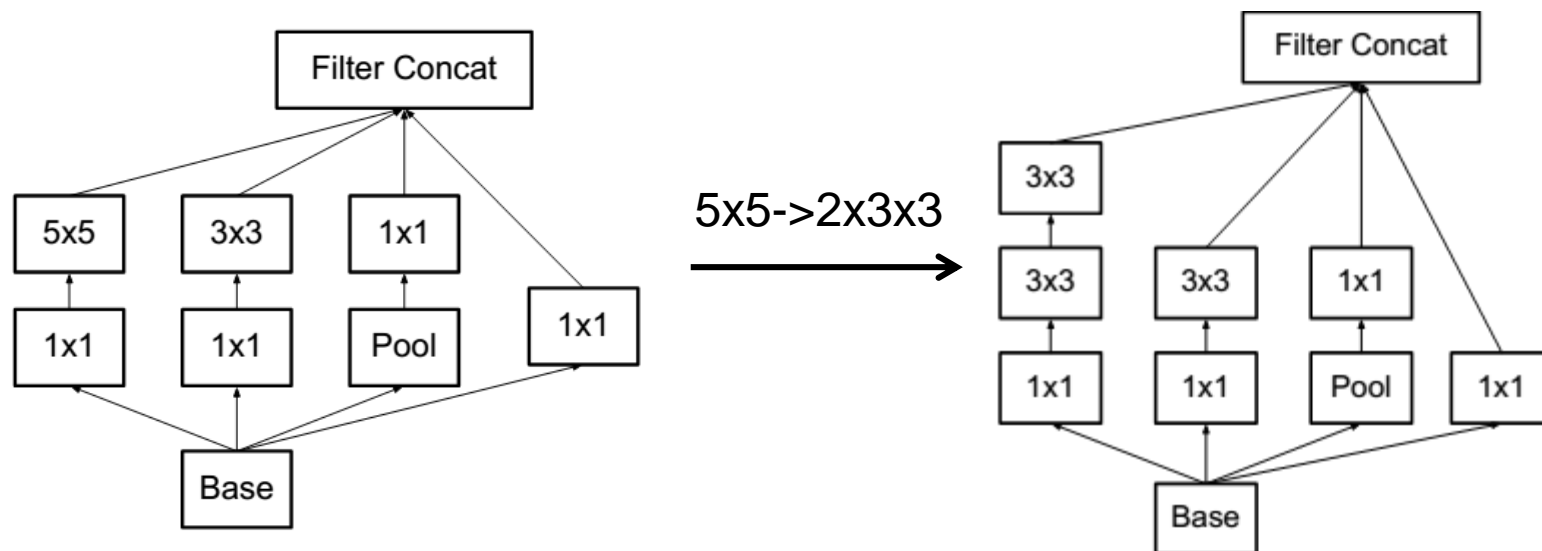 Filter Concat
5x5
3x3
1x1
1x1
1x1
1x1
Pool
Base
5x5->2x3x3
Filter Concat
3x3
3x3
3x3
1x1
1x1
1x1
Pool
1x1
Base